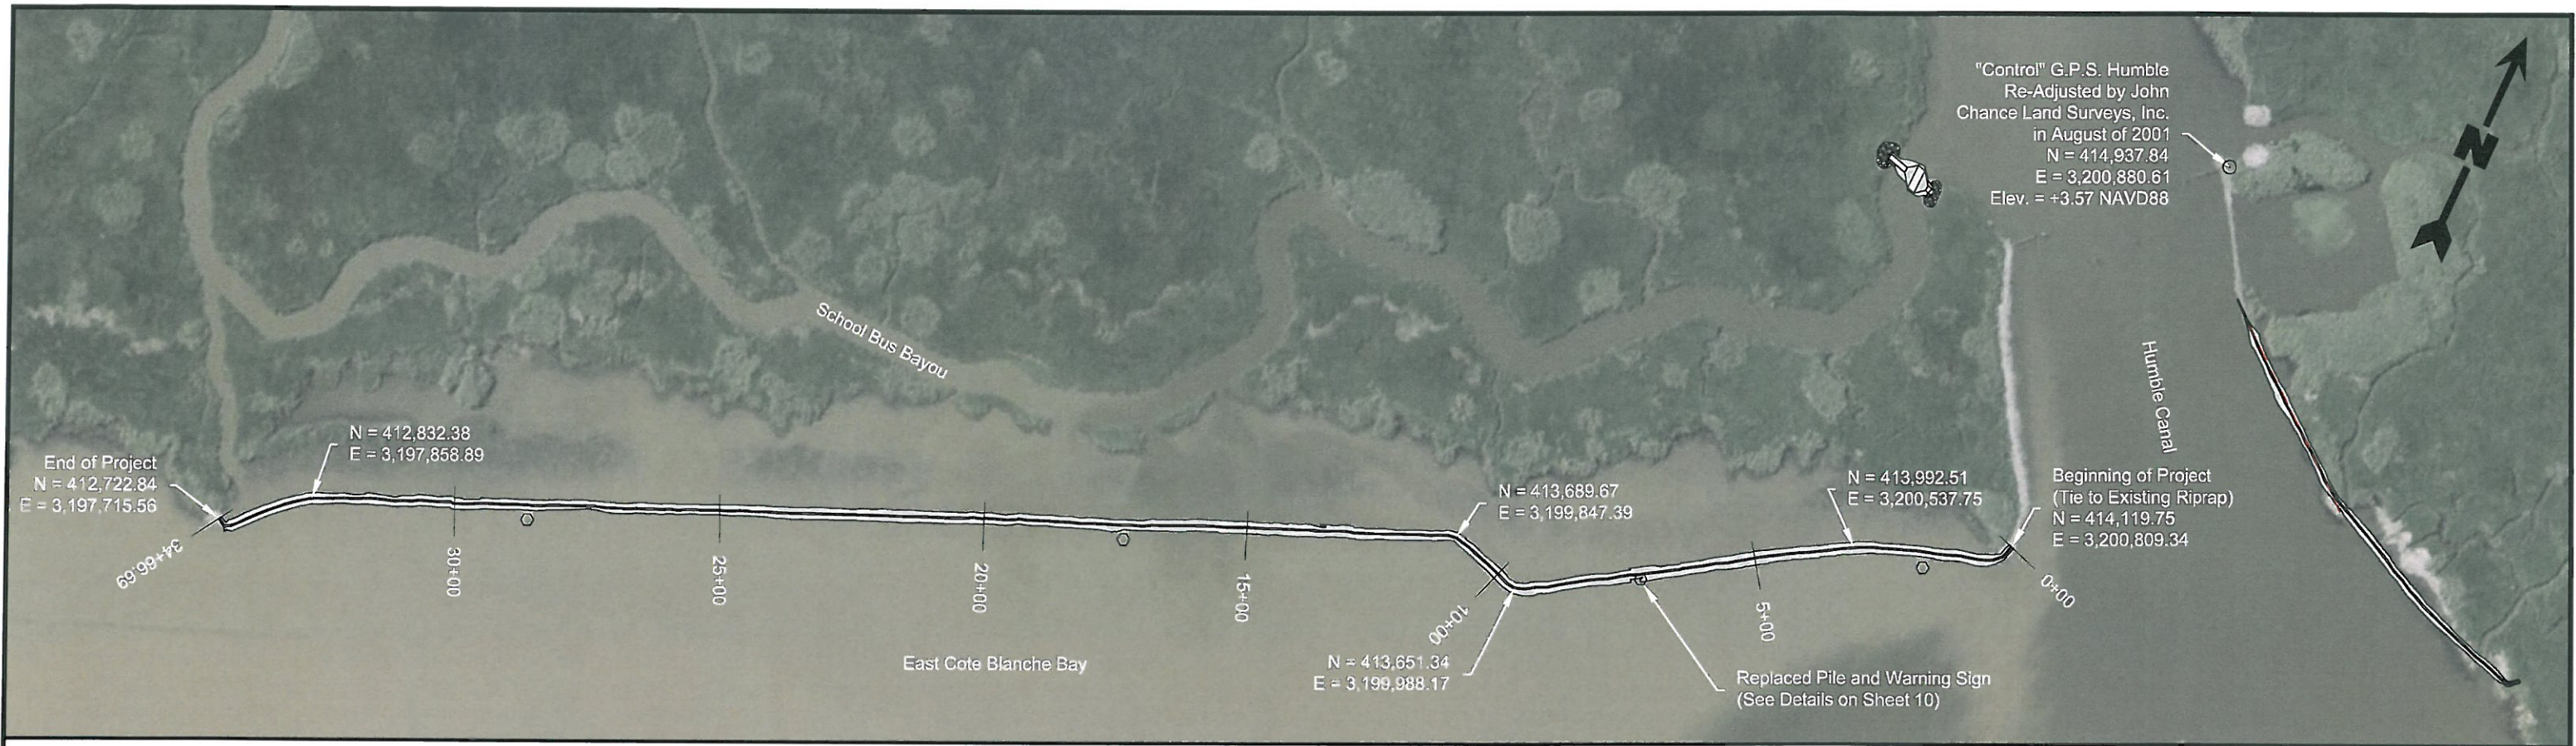 "Control" G.P.S. Humble
Re-Adjusted by John
Chance Land Surveys, Inc.
in August of 2001
N = 414,937.84
E = 3,200,880.61
Elev. = +3.57 NAVD88
N
School Bus Bayou
Humble Canal
End of Project
N = 412,722.84
E = 3,197,715.56
N = 412,832.38
E = 3,197,858.89
N = 413,689.67
E = 3,199,847.39
N = 413,992.51
E = 3,200,537.75
Beginning of Project
(Tie to Existing Riprap)
N = 414,119.75
E = 3,200,809.34
34+66.69
30+00
25+00
20+00
15+00
10+00
5+00
0+00
East Cote Blanche Bay
N = 413,651.34
E = 3,199,988.17
Replaced Pile and Warning Sign
(See Details on Sheet 10)